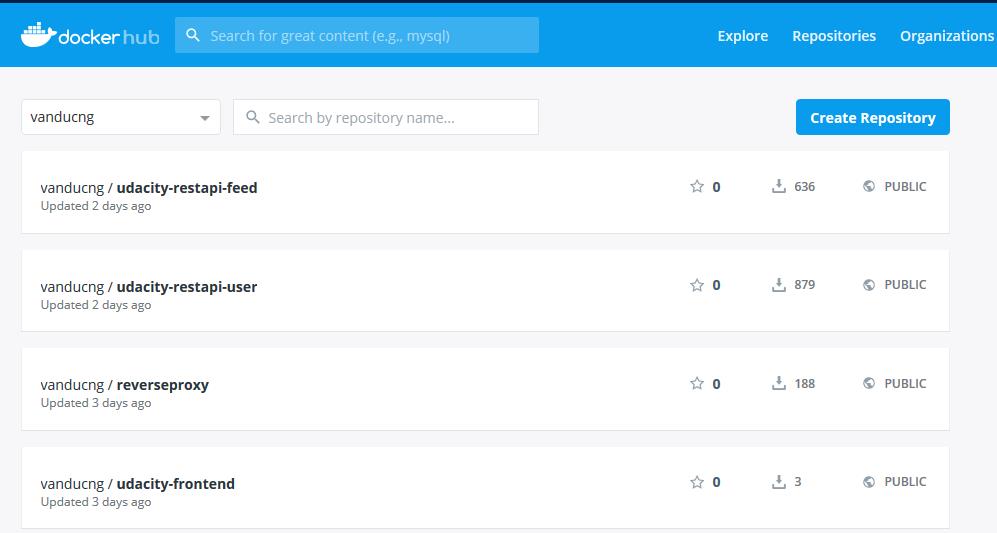 docker hub Search for great content (e.g., mysql) Explore Repositories Organizations
vanducng Search by repository name... Create Repository
vanducng / udacity-restapi-feed 0 636 PUBLIC
Updated 2 days ago
vanducng / udacity-restapi-user 0 879 PUBLIC
Updated 2 days ago
vanducng / reverseproxy 0 188 PUBLIC
Updated 3 days ago
vanducng / udacity-frontend 0 3 PUBLIC
Updated 3 days ago